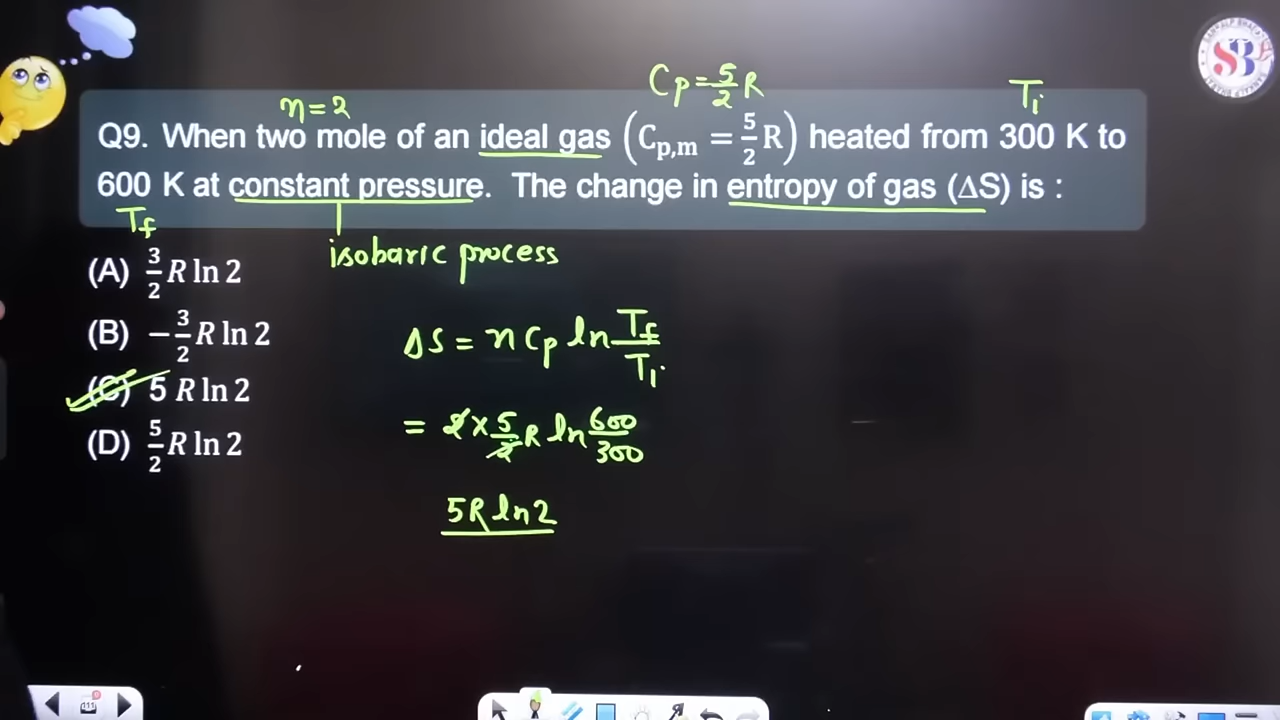 Cp = 5/2 R
Ti
n=2
Q9. When two mole of an ideal gas (Cp,m = 5/2 R) heated from 300 K to
600 K at constant pressure. The change in entropy of gas (ΔS) is :
Tf
isobaric process
(A) 3/2 R ln 2
(B) −3/2 R ln 2
(C) 5 R ln 2
(D) 5/2 R ln 2
ΔS = n Cp ln Tf/Ti
= 2 × 5/2 R ln 600/300
5R ln2
SB